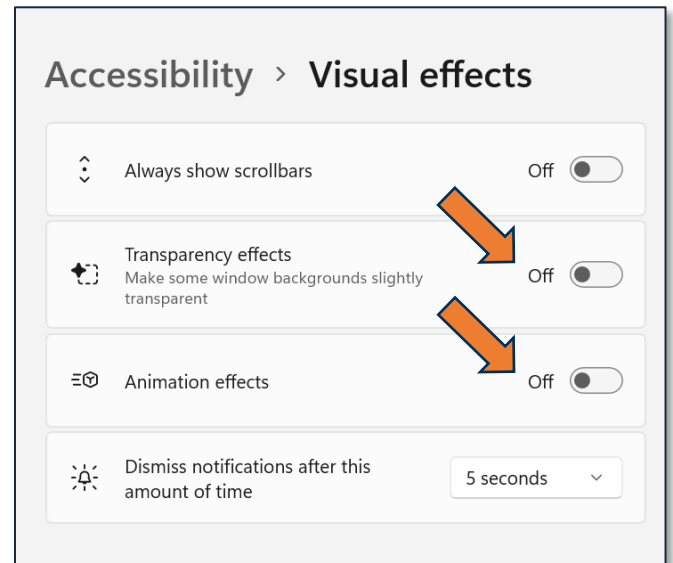 Accessibility > Visual effects
Always show scrollbars
Off
Transparency effects
Make some window backgrounds slightly
transparent
Off
Animation effects
Off
Dismiss notifications after this
amount of time
5 seconds